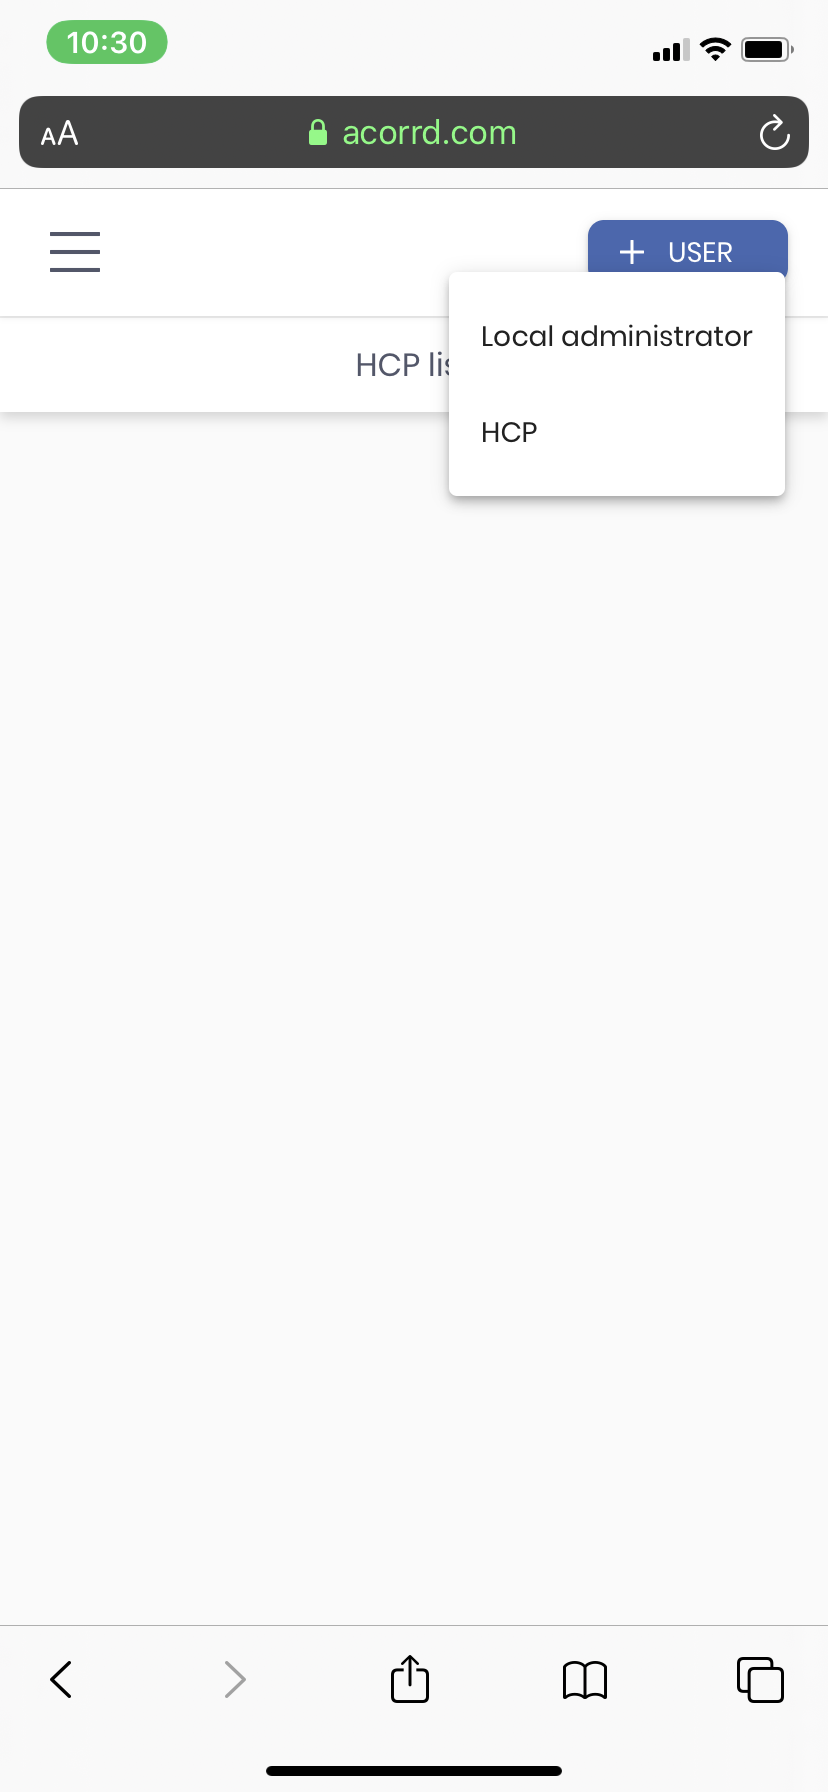 10:30
AA acorrd.com
+ USER
Local administrator
HCP
HCP lis